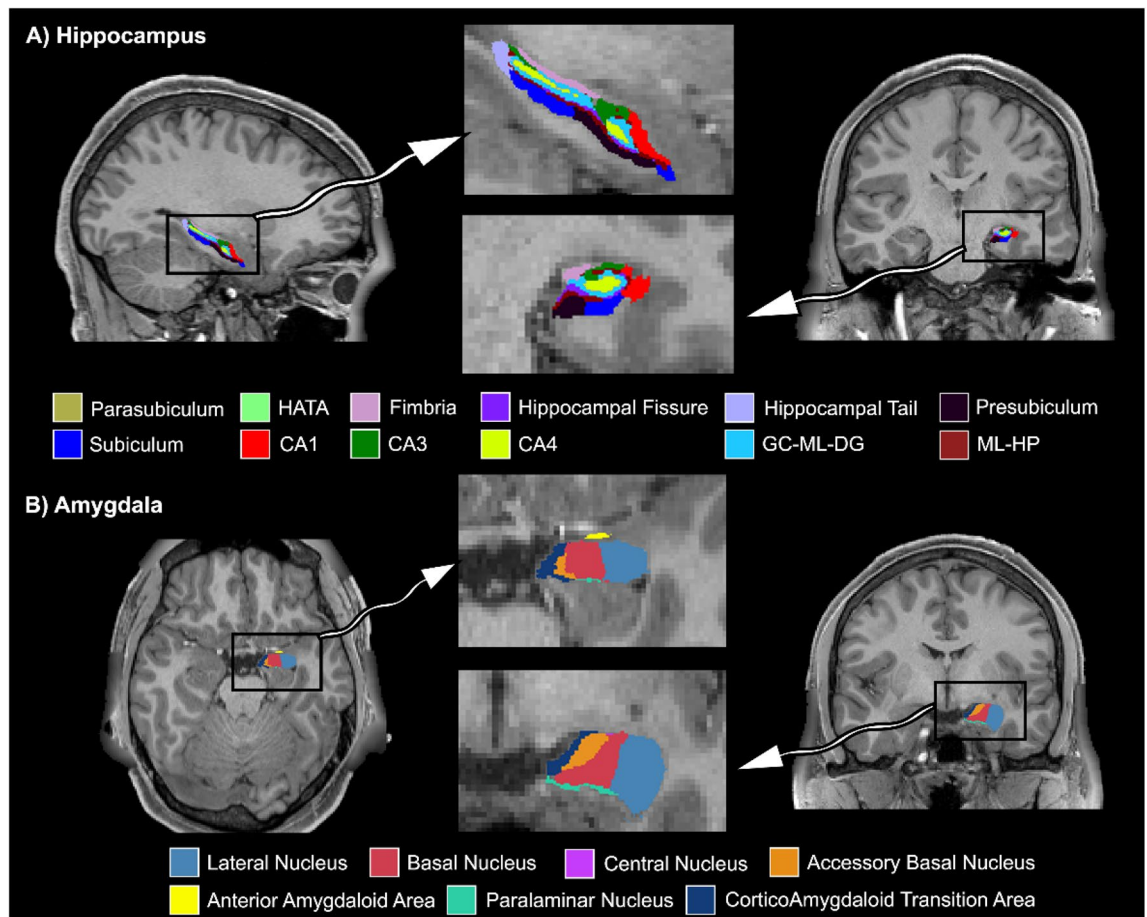 A) Hippocampus
Parasubiculum HATA Fimbria Hippocampal Fissure Hippocampal Tail Presubiculum
Subiculum CA1 CA3 CA4 GC-ML-DG ML-HP
B) Amygdala
Lateral Nucleus Basal Nucleus Central Nucleus Accessory Basal Nucleus
Anterior Amygdaloid Area Paralaminar Nucleus CorticoAmygdaloid Transition Area